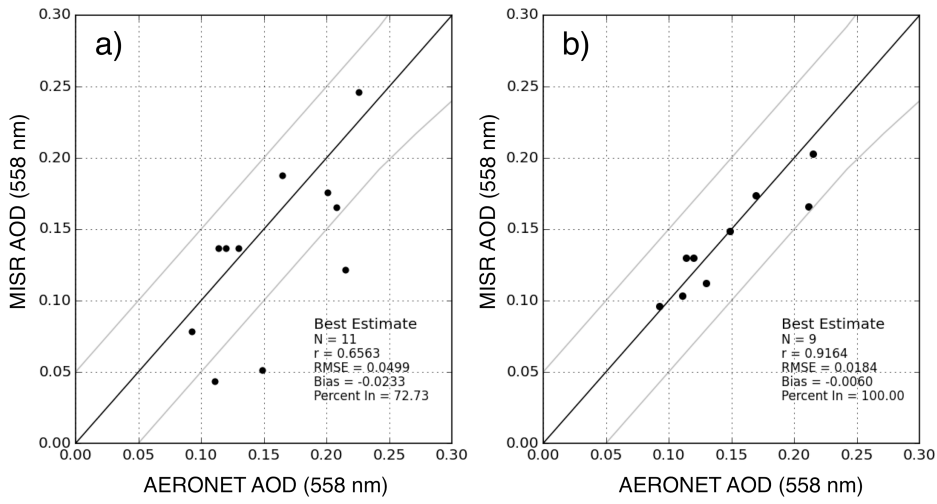 a)
MISR AOD (558 nm)
0.30
0.25
0.20
0.15
0.10
0.05
0.00
Best Estimate
N = 11
r = 0.6563
RMSE = 0.0499
Bias = -0.0233
Percent In = 72.73
0.00 0.05 0.10 0.15 0.20 0.25 0.30
AERONET AOD (558 nm)
b)
MISR AOD (558 nm)
0.30
0.25
0.20
0.15
0.10
0.05
0.00
Best Estimate
N = 9
r = 0.9164
RMSE = 0.0184
Bias = -0.0060
Percent In = 100.00
0.00 0.05 0.10 0.15 0.20 0.25 0.30
AERONET AOD (558 nm)